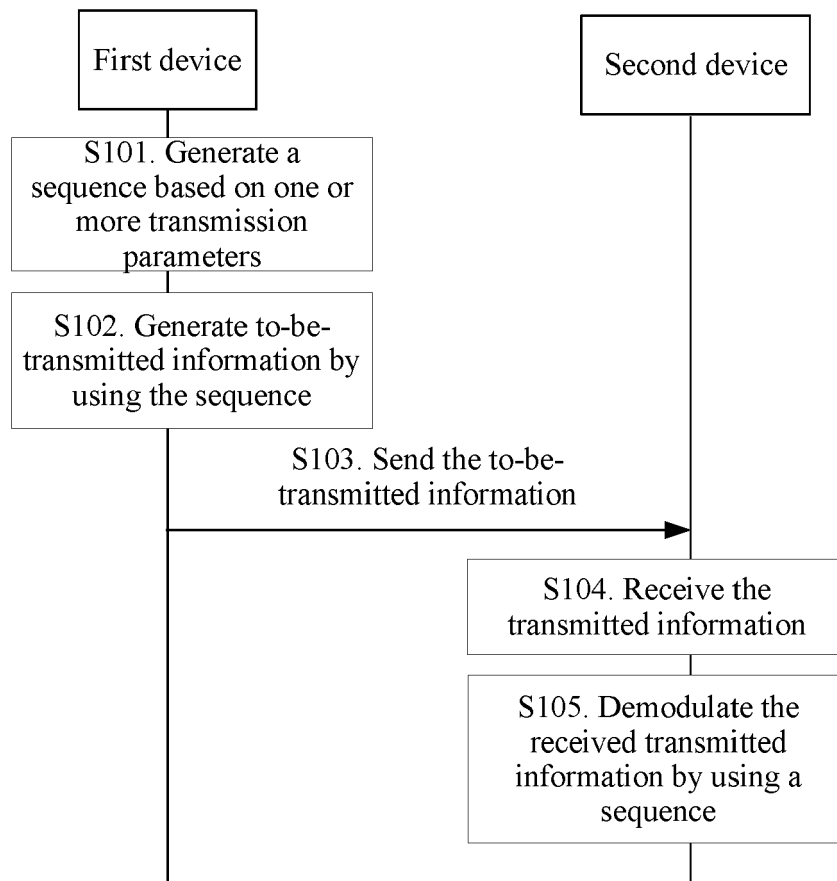 First device
Second device
S101. Generate a
sequence based on one or
more transmission
parameters
S102. Generate to-be-
transmitted information by
using the sequence
S103. Send the to-be-
transmitted information
S104. Receive the
transmitted information
S105. Demodulate the
received transmitted
information by using a
sequence